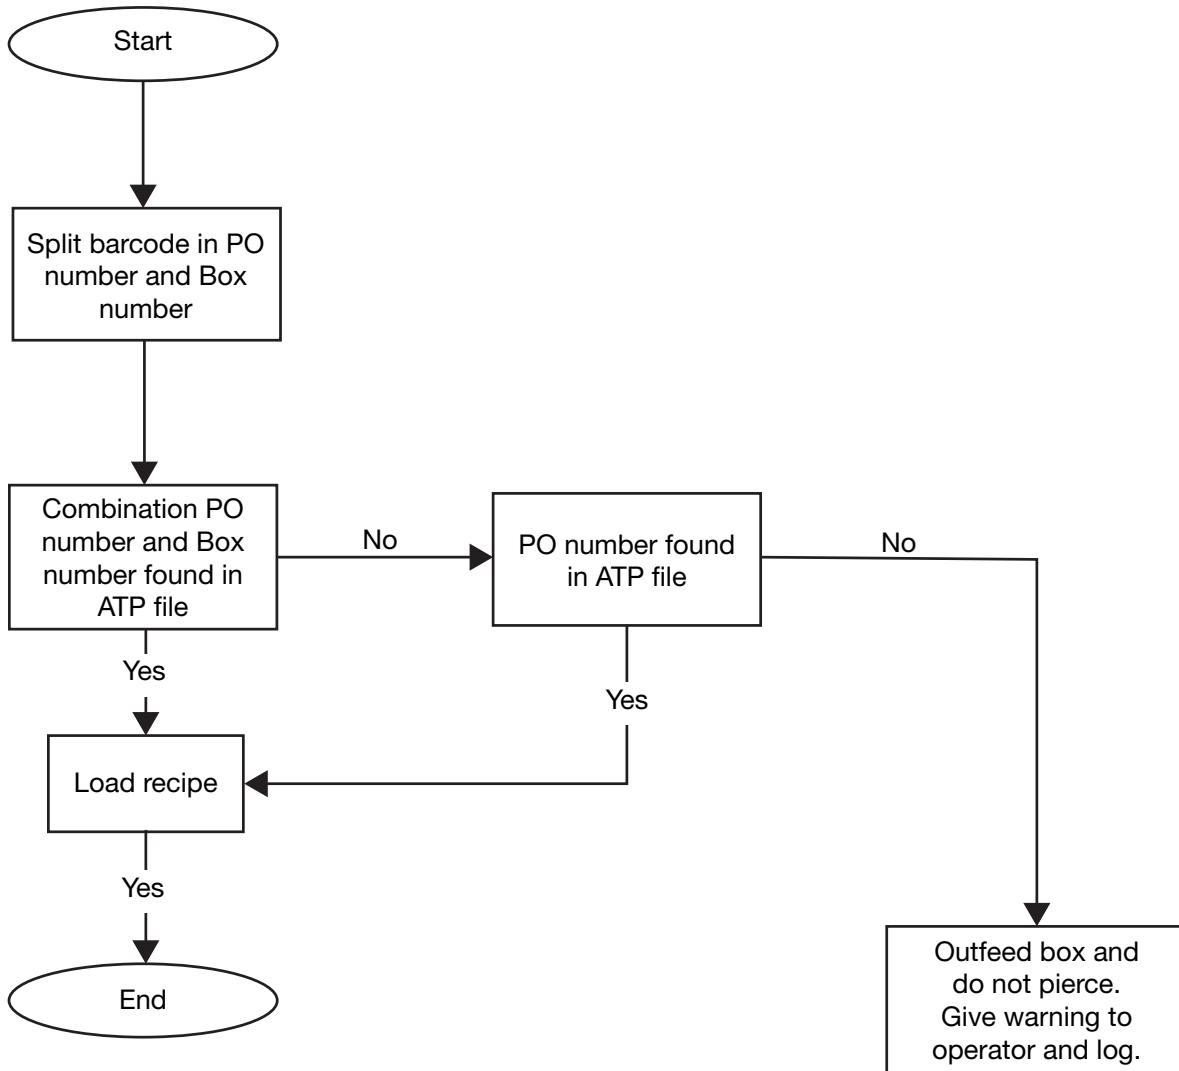 Start
Split barcode in PO
number and Box
number
Combination PO
number and Box
number found in
ATP file
No
PO number found
in ATP file
No
Yes
Yes
Load recipe
Yes
End
Outfeed box and
do not pierce.
Give warning to
operator and log.